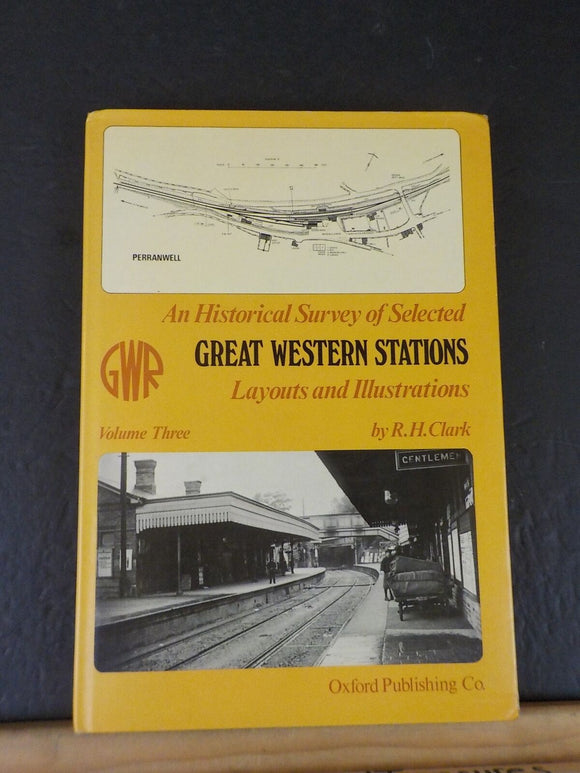 PERRANWELL
An Historical Survey of Selected
GWR
GREAT WESTERN STATIONS
Layouts and Illustrations
Volume Three
by R.H.Clark
GENTLEMEN
Oxford Publishing Co.